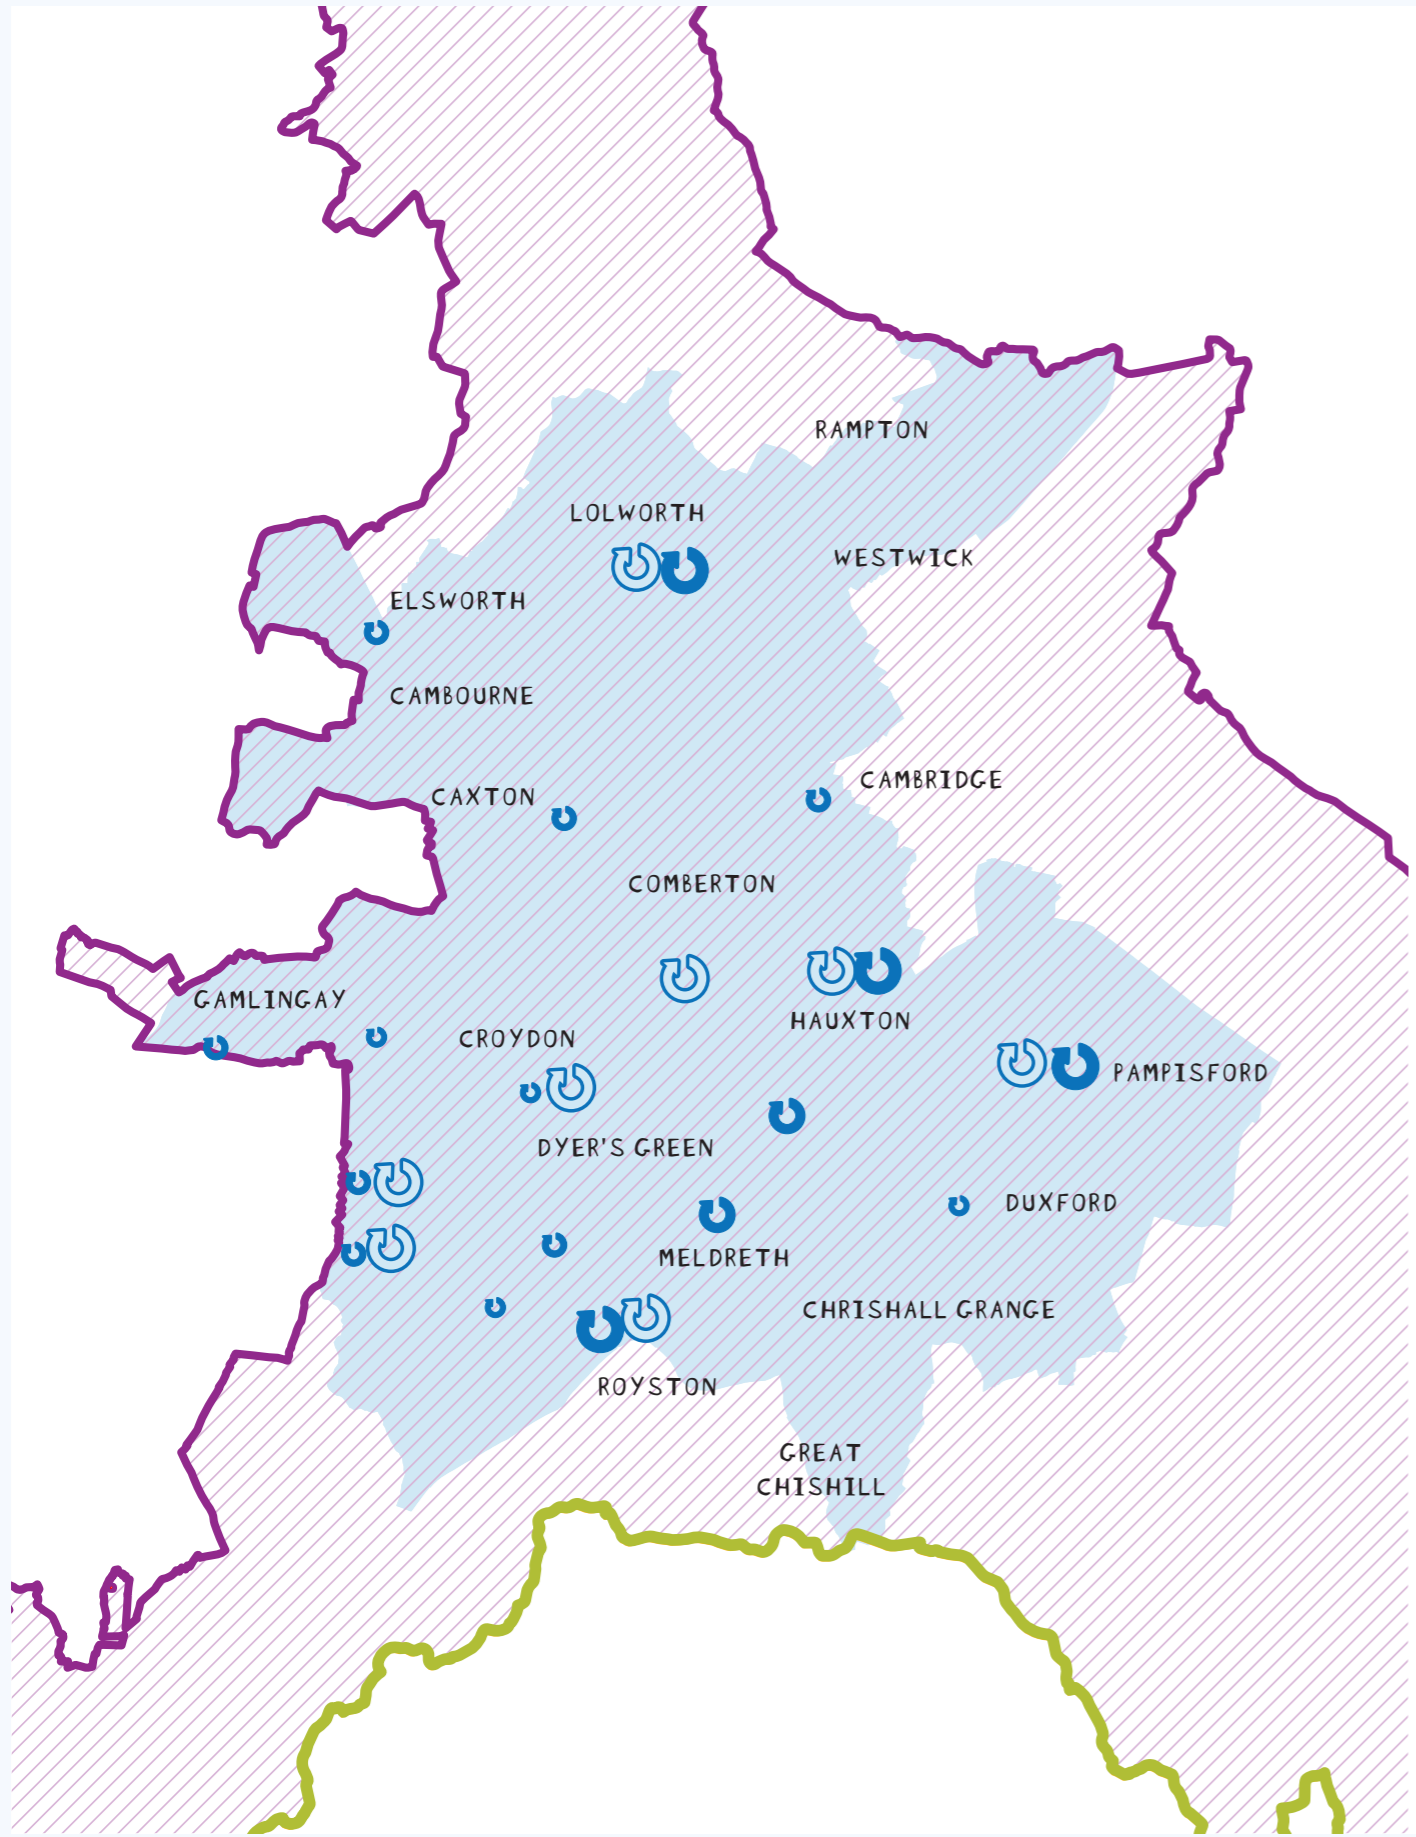 RAMPTON
LOLWORTH
WESTWICK
ELSWORTH
CAMBOURNE
CAMBRIDGE
CAXTON
COMBERTON
GAMLINGAY
HAUXTON
CROYDON
PAMPISFORD
DYER'S GREEN
DUXFORD
MELDRETH
CHRISHALL GRANGE
ROYSTON
GREAT
CHISHILL